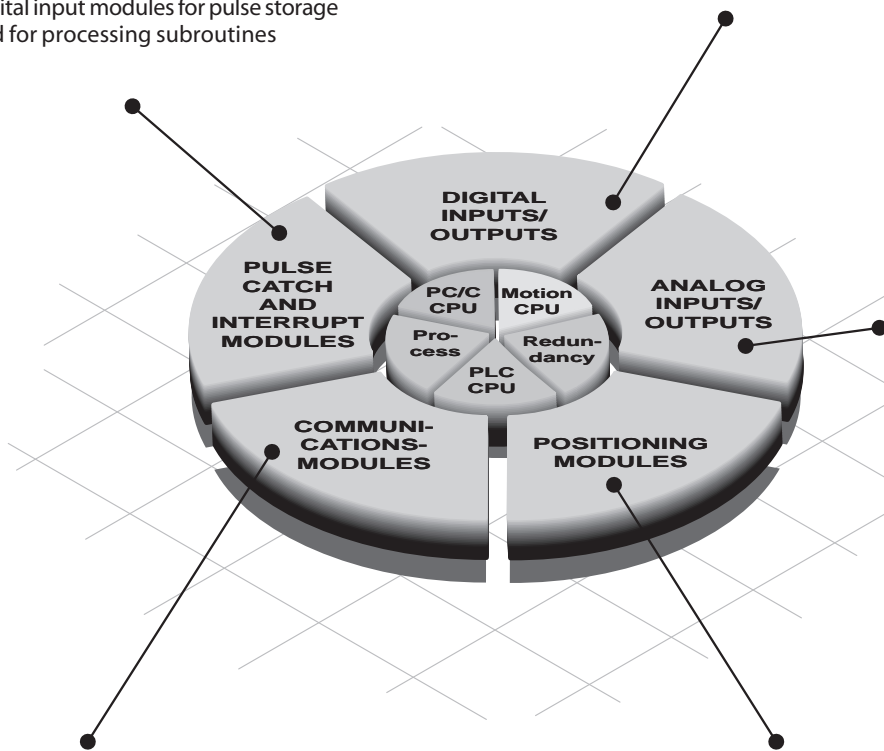 ital input modules for pulse storage
d for processing subroutines
DIGITAL
INPUTS/
OUTPUTS
PULSE
CATCH
AND
INTERRUPT
MODULES
ANALOG
INPUTS/
OUTPUTS
PC/C
CPU
Motion
CPU
Pro-
cess
Redun-
dancy
PLC
CPU
COMMUNI-
CATIONS-
MODULES
POSITIONING
MODULES